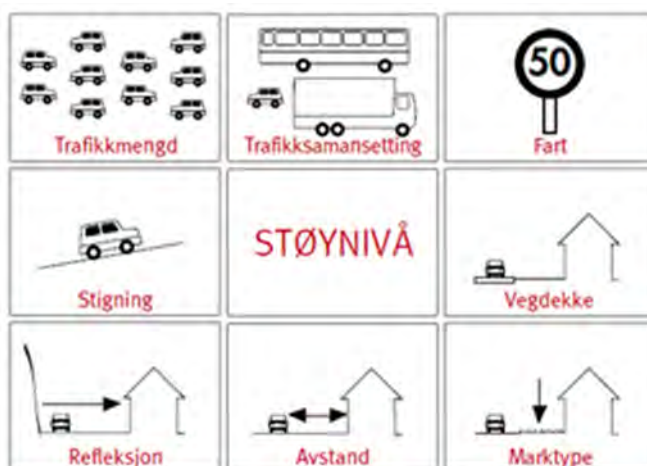 Trafikkmengd
Trafikksamansetting
50
Fart
Stigning
STØYNIVÅ
Vegdekke
Refleksjon
Avstand
Marktype